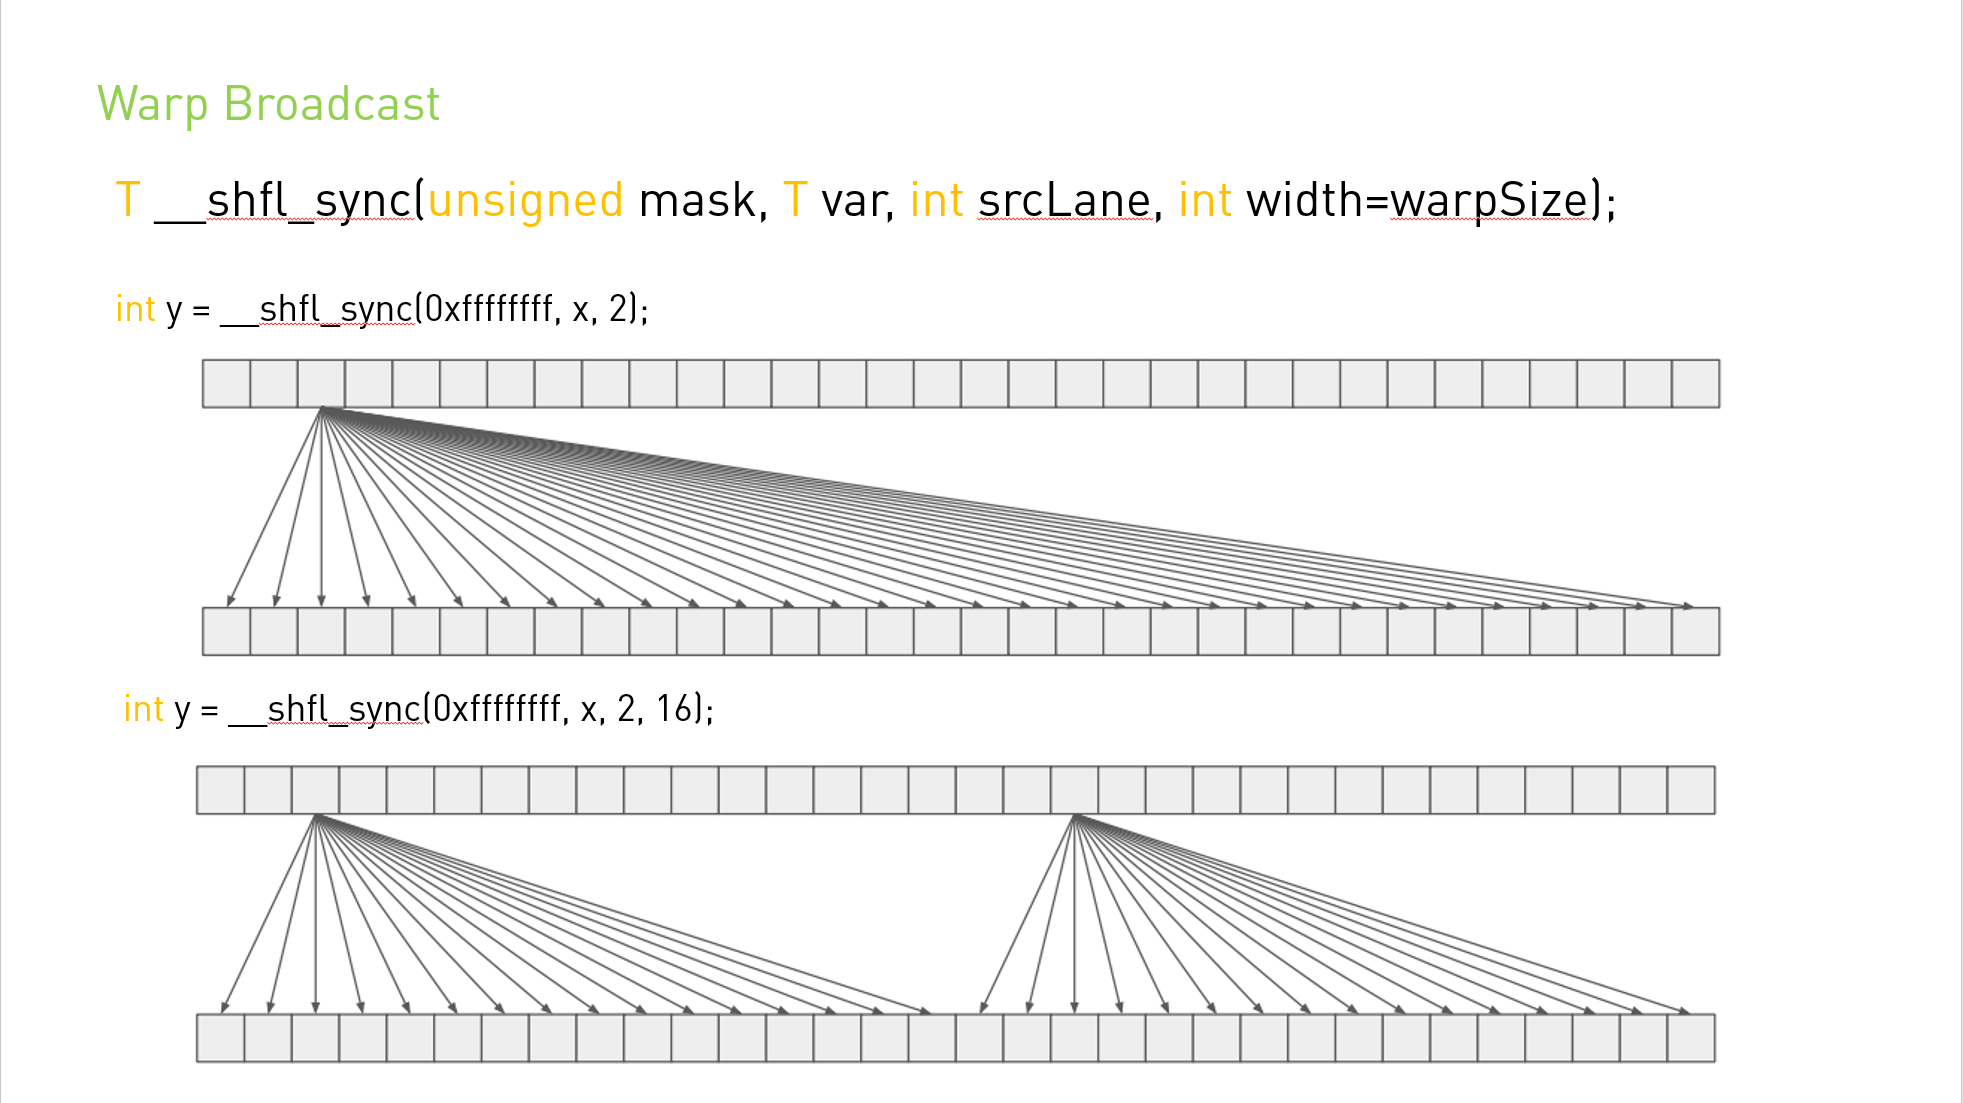 Warp Broadcast
T __shfl_sync(unsigned mask, T var, int srcLane, int width=warpSize);
int y = __shfl_sync(0xffffffff, x, 2);
int y = __shfl_sync(0xffffffff, x, 2, 16);